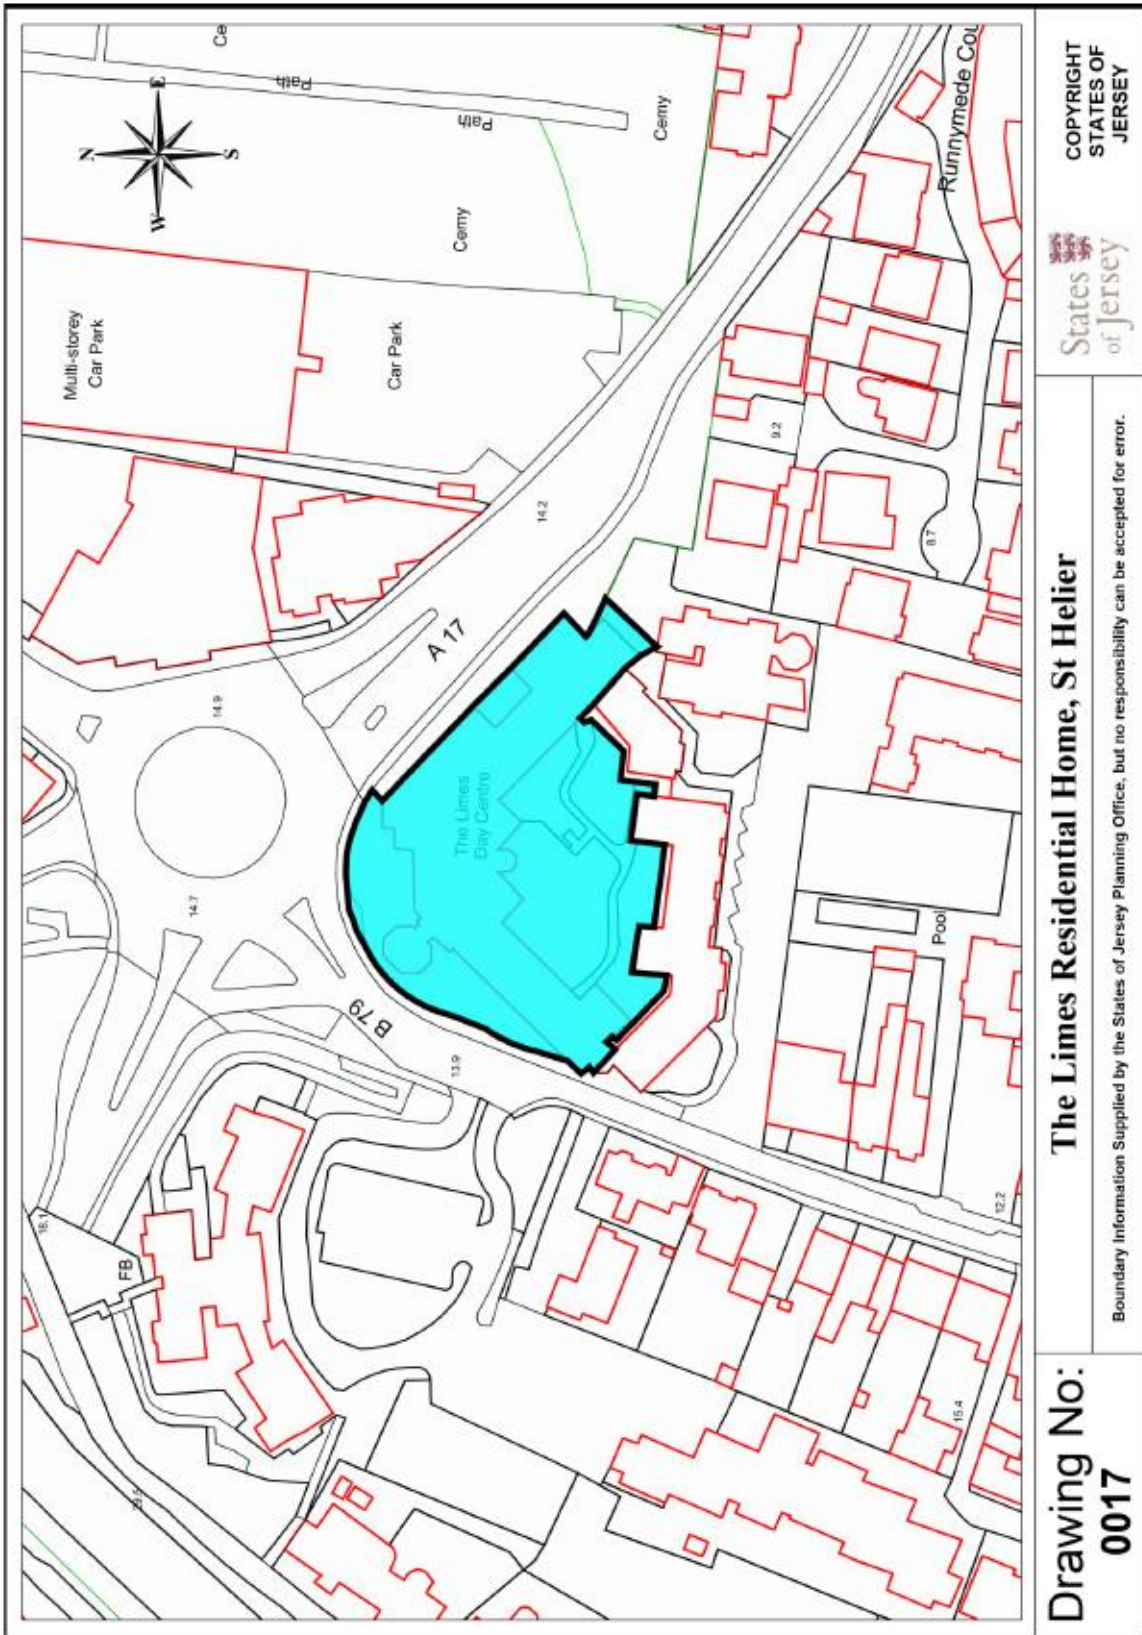 Ce
Path
Path
Cemy
Cemy
N
E
S
W
Multi-storey
Car Park
Car Park
Runnymede Cou
14.2
9.2
8.7
A 17
14.9
14.7
The Limes
Day Centre
B 79
13.9
Pool
12.2
FB
15.4
Drawing No:
0017
The Limes Residential Home, St Helier
Boundary Information Supplied by the States of Jersey Planning Office, but no responsibility can be accepted for error.
States
of Jersey
COPYRIGHT
STATES OF
JERSEY